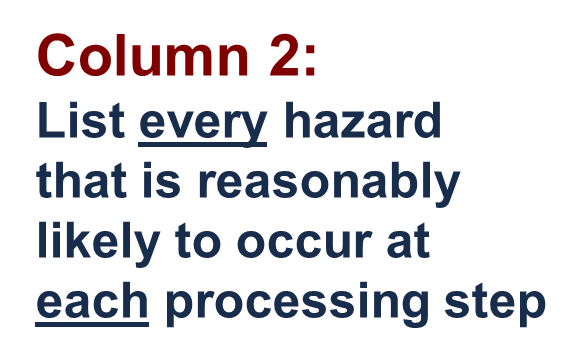 Column 2:
List every hazard
that is reasonably
likely to occur at
each processing step